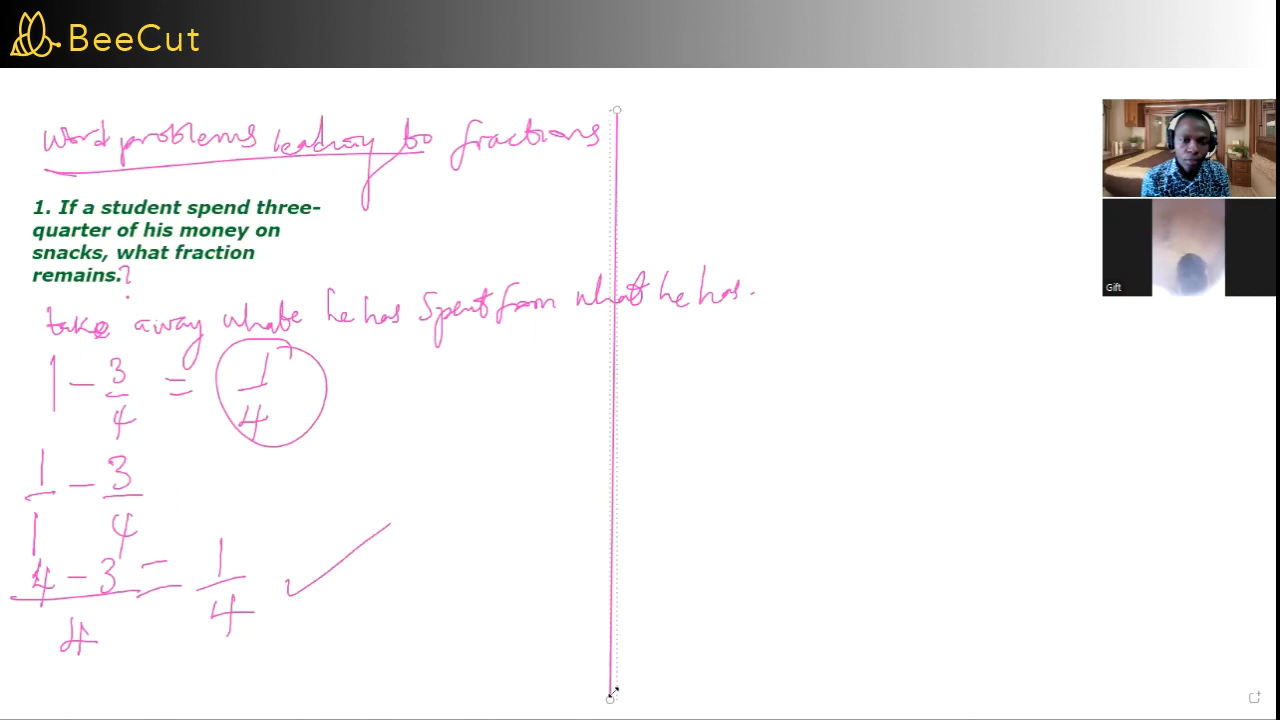 BeeCut
Word problems leading to fractions
1. If a student spend three-
quarter of his money on
snacks, what fraction
remains.?
take away whate he has Spent from what he has.
1 - 3/4 = 1/4
1/1 - 3/4
4 - 3 / 4 = 1/4 ✓
Gift